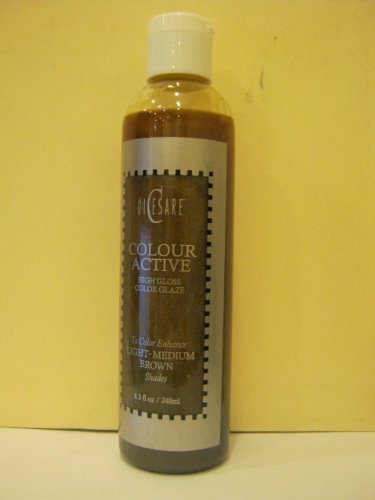 diCESARE
COLOUR
ACTIVE
HIGH GLOSS
COLOR GLAZE
To Color Enhance
LIGHT-MEDIUM
BROWN
Shades
8.3 fl oz / 248ml